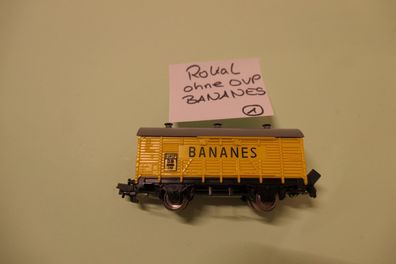 Rokal
ohne OVP
BANANES
1
BANANES